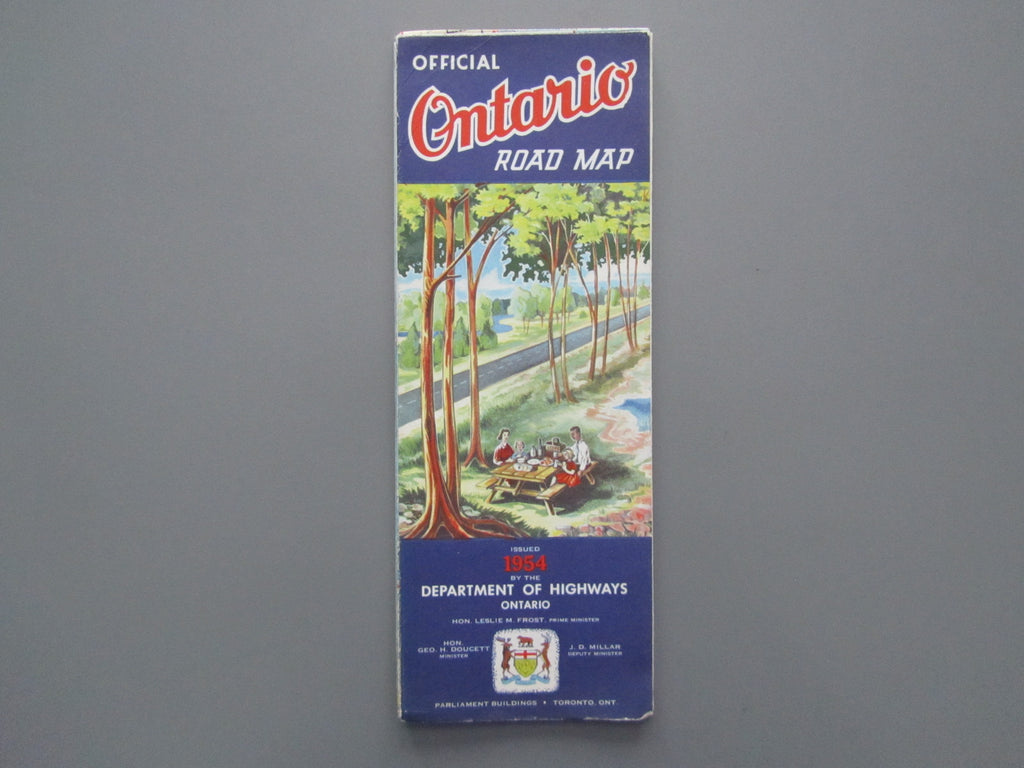 OFFICIAL
Ontario
ROAD MAP
ISSUED
1954
BY THE
DEPARTMENT OF HIGHWAYS
ONTARIO
HON. LESLIE M. FROST, PRIME MINISTER
HON.
GEO. H. DOUCETT
MINISTER
J. D. MILLAR
DEPUTY MINISTER
PARLIAMENT BUILDINGS • TORONTO, ONT.